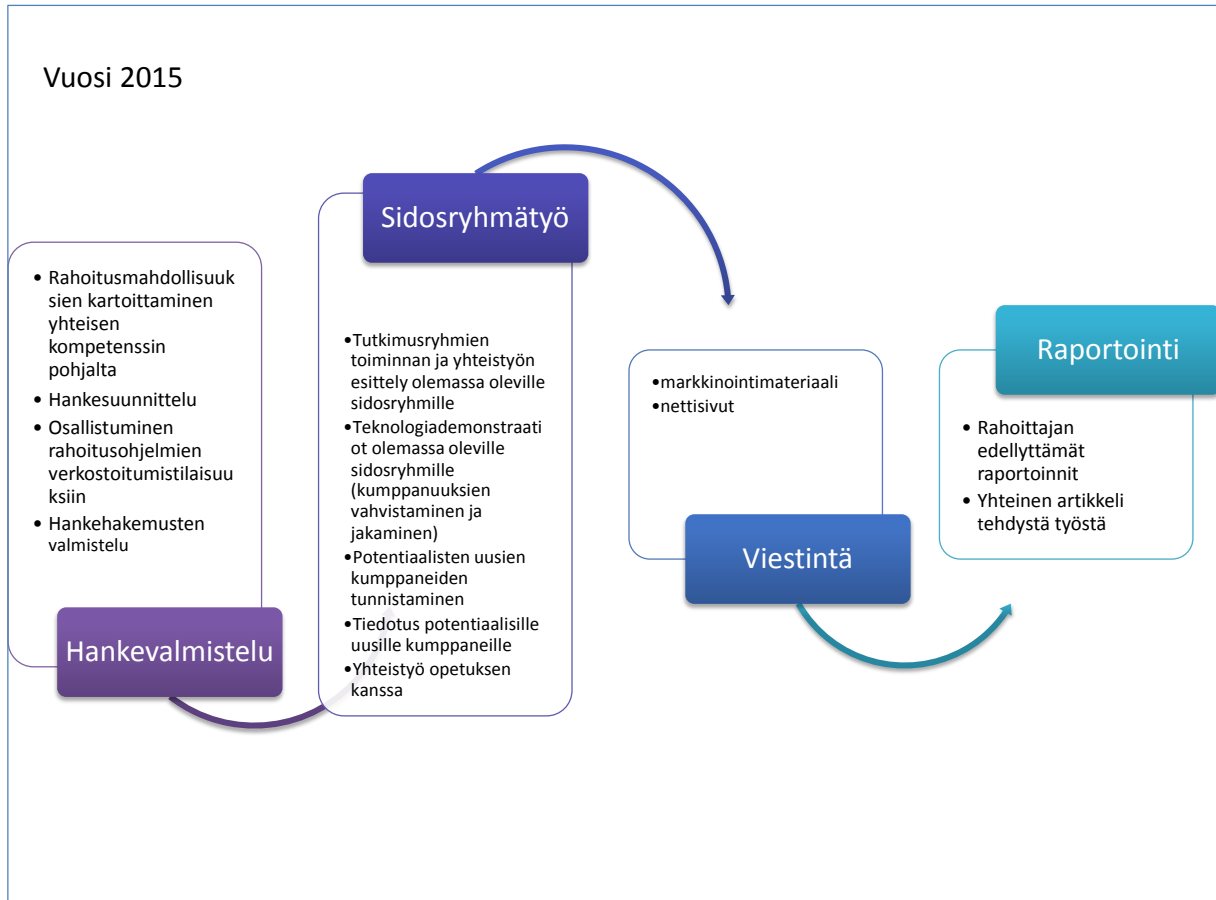 Vuosi 2015
• Rahoitusmahdollisuuk
sien kartoittaminen
yhteisen
kompetenssin
pohjalta
• Hankesuunnittelu
• Osallistuminen
rahoitusohjelmien
verkostoitumistilaisuu
ksiin
• Hankehakemusten
valmistelu
Hankevalmistelu
Sidosryhmätyö
•Tutkimusryhmien
toiminnan ja yhteistyön
esittely olemassa oleville
sidosryhmille
•Teknologiademonstraati
ot olemassa oleville
sidosryhmille
(kumppanuuksien
vahvistaminen ja
jakaminen)
•Potentiaalisten uusien
kumppaneiden
tunnistaminen
•Tiedotus potentiaalisille
uusille kumppaneille
•Yhteistyö opetuksen
kanssa
•markkinointimateriaali
•nettisivut
Viestintä
Raportointi
• Rahoittajan
edellyttämät
raportoinnit
• Yhteinen artikkeli
tehdystä työstä